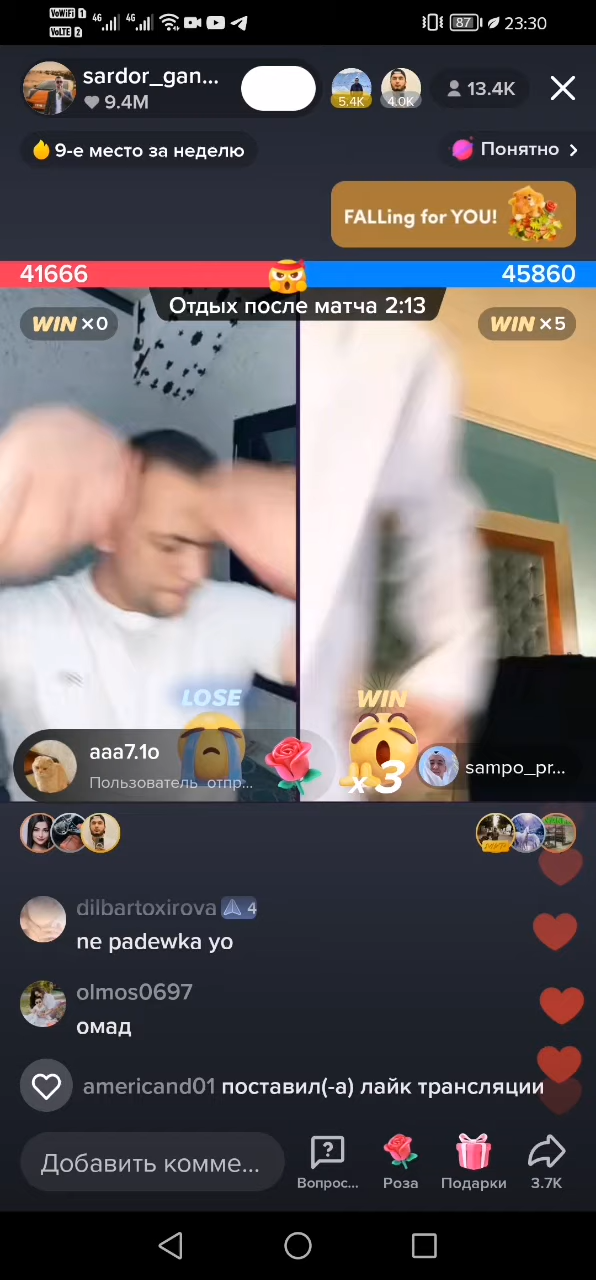 VoWiFi 1
VoLTE 2
4G
4G
87
23:30
sardor_gan...
9.4M
5.4K
4.0K
13.4K
9-е место за неделю
Понятно
FALLing for YOU!
41666
45860
Отдых после матча 2:13
WIN ×0
WIN ×5
LOSE
WIN
aaa7.1o
Пользователь отпр...
x 3
sampo_pr...
dilbartoxirova 4
ne padewka yo
olmos0697
омад
americand01 поставил(-а) лайк трансляции
Добавить комме...
Вопрос...
Роза
Подарки
3.7K